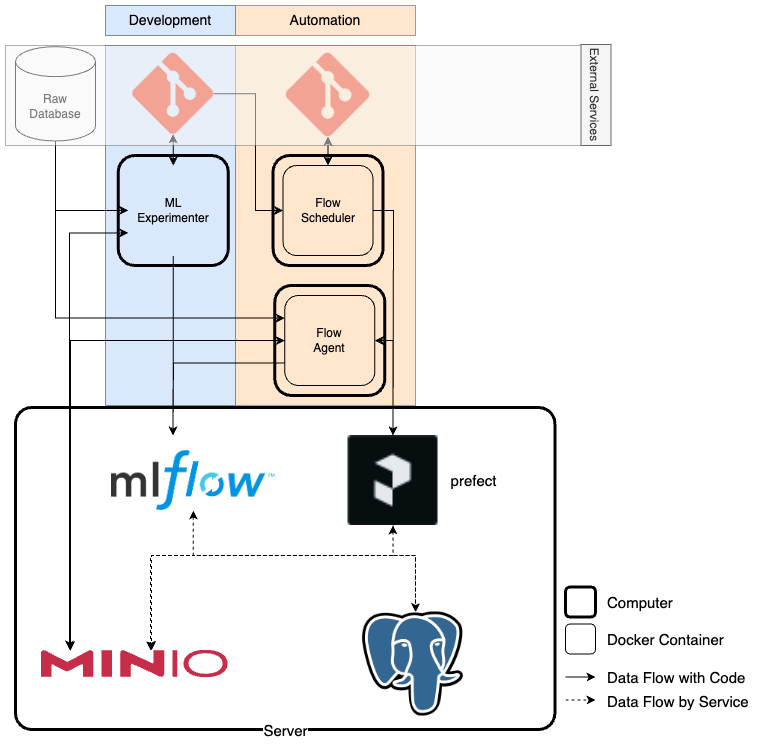 Development
Automation
Raw
Database
External Services
ML
Experimenter
Flow
Scheduler
Flow
Agent
mlflow™
prefect
MINIO
Server
Computer
Docker Container
Data Flow with Code
Data Flow by Service